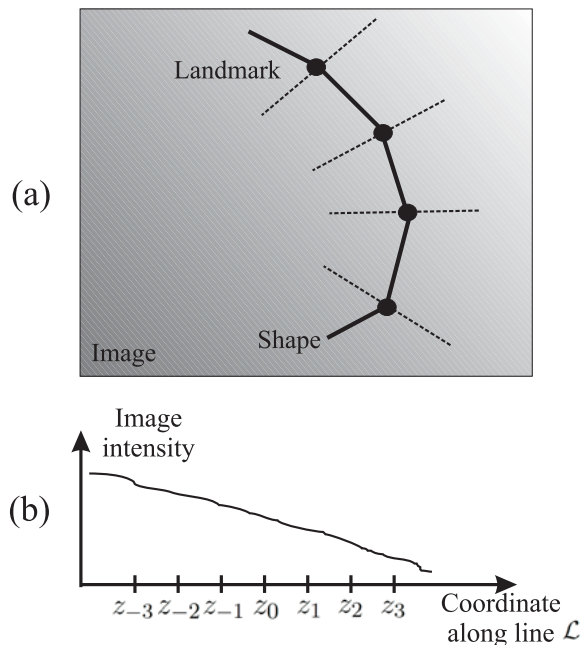 Landmark
(a)
Shape
Image
Image
intensity
(b)
z₋₃ z₋₂ z₋₁ z₀ z₁ z₂ z₃
Coordinate
along line ℒ